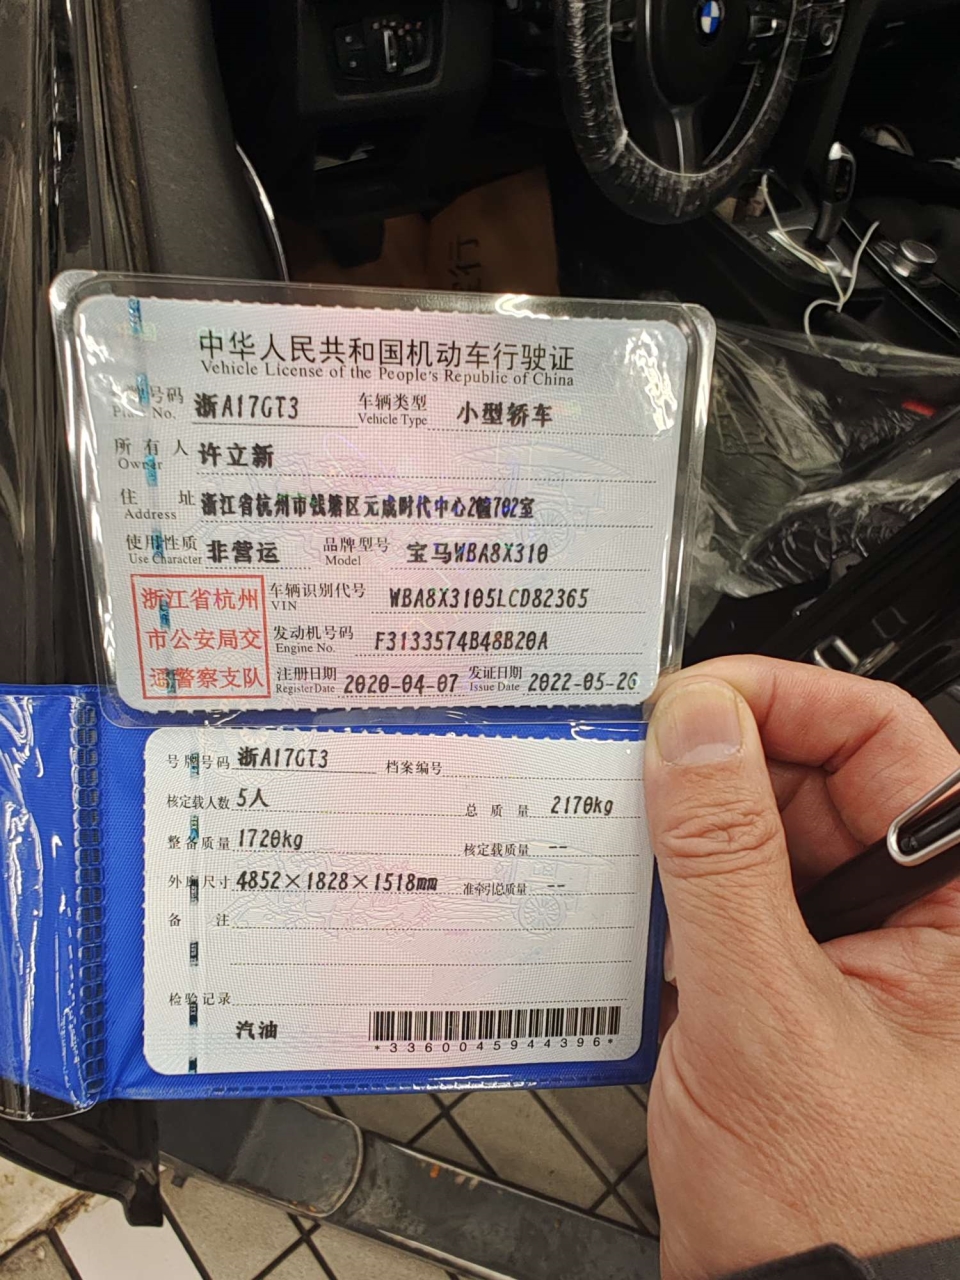 中华人民共和国机动车行驶证
Vehicle License of the People's Republic of China
号码 浙A17GT3 车辆类型 小型轿车
No. Vehicle Type
所有人 许立新
Owner
住址 浙江省杭州市钱塘区元成时代中心2幢702室
Address
使用性质 非营运 品牌型号 宝马WBA8X310
Use Character Model
浙江省杭州
市公安局交
通警察支队
车辆识别代号 WBA8X3105LCD82365
VIN
发动机号码 F3133574B48B20A
Engine No.
注册日期 2020-04-07 发证日期 2022-05-26
Register Date Issue Date
号牌号码 浙A17GT3 档案编号
核定载人数 5人 总质量 2170kg
整备质量 1720kg 核定载质量 --
外廓尺寸 4852×1828×1518mm 准牵引总质量 --
备注
检验记录
汽油
*3360045944396*